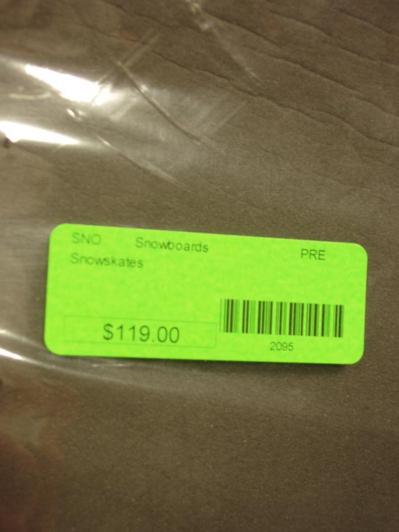 SNO Snowboards PRE
Snowskates
$119.00
2095